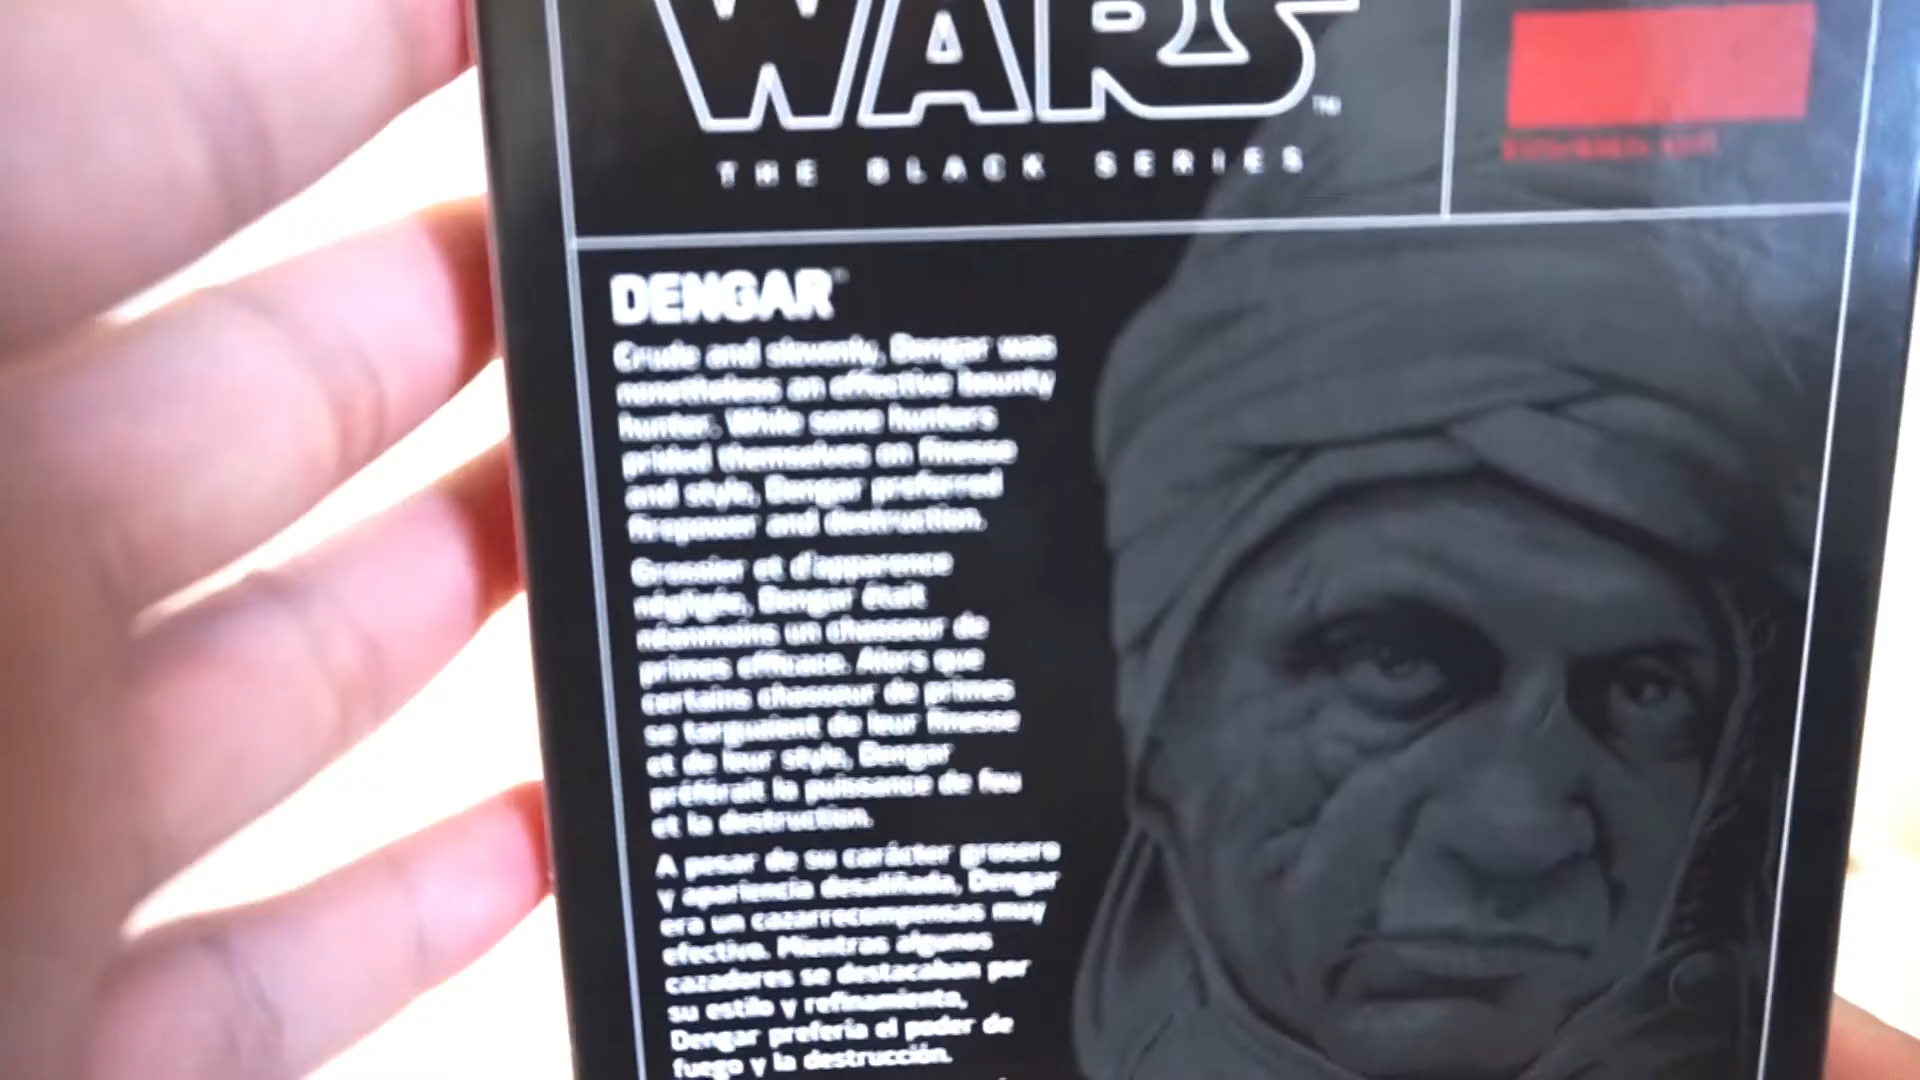 WARS
TM
THE BLACK SERIES
DENGAR
Crude and slovenly, Dengar was
nonetheless an effective bounty
hunter. While some hunters
prided themselves on finesse
and style, Dengar preferred
firepower and destruction.
Grossier et d'apparence
négligée, Dengar était
néanmoins un chasseur de
primes efficace. Alors que
certains chasseur de primes
se targuaient de leur finesse
et de leur style, Dengar
préférait la puissance de feu
et la destruction.
A pesar de su carácter grosero
y apariencia desaliñada, Dengar
era un cazarrecompensas muy
efectivo. Mientras algunos
cazadores se destacaban por
su estilo y refinamiento,
Dengar prefería el poder de
fuego y la destrucción.